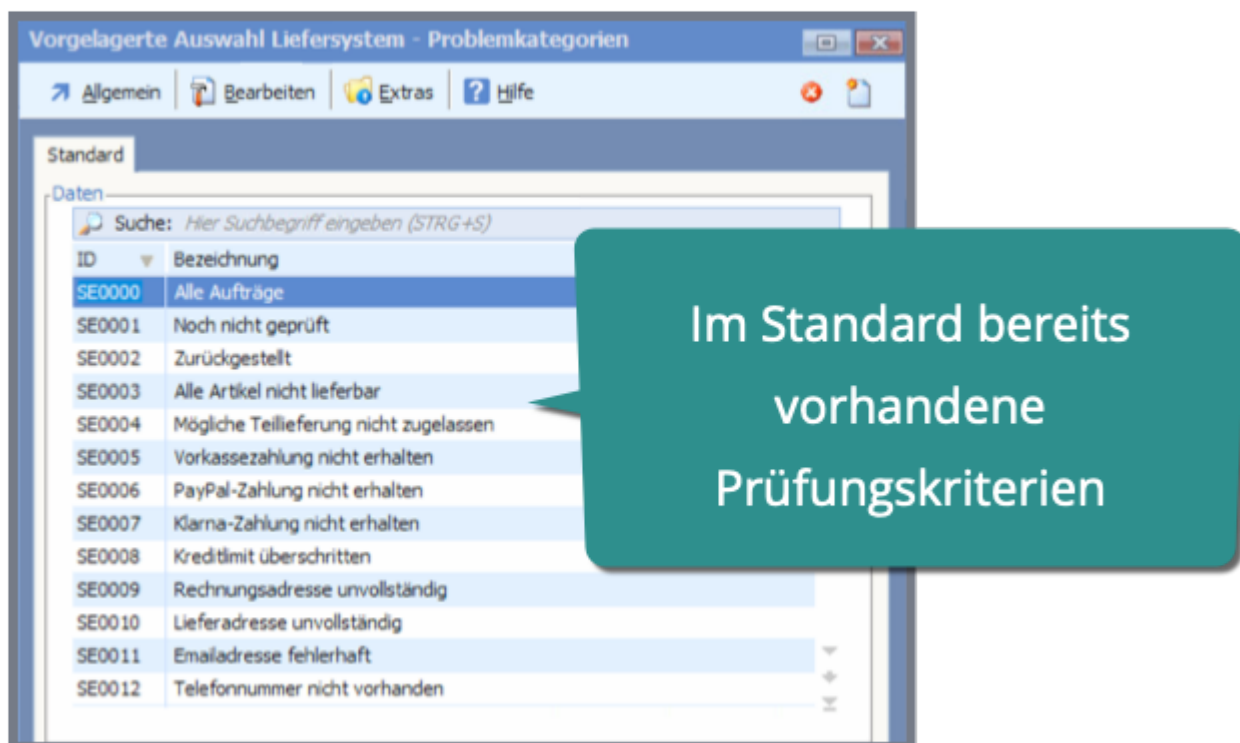 Vorgelagerte Auswahl Liefersystem - Problemkategorien
Allgemein Bearbeiten Extras Hilfe
Standard
Daten
Suche: Hier Suchbegriff eingeben (STRG+S)
ID Bezeichnung
SE0000 Alle Aufträge
SE0001 Noch nicht geprüft
SE0002 Zurückgestellt
SE0003 Alle Artikel nicht lieferbar
SE0004 Mögliche Teillieferung nicht zugelassen
SE0005 Vorkassezahlung nicht erhalten
SE0006 PayPal-Zahlung nicht erhalten
SE0007 Klarna-Zahlung nicht erhalten
SE0008 Kreditlimit überschritten
SE0009 Rechnungsadresse unvollständig
SE0010 Lieferadresse unvollständig
SE0011 Emailadresse fehlerhaft
SE0012 Telefonnummer nicht vorhanden
Im Standard bereits
vorhandene
Prüfungskriterien